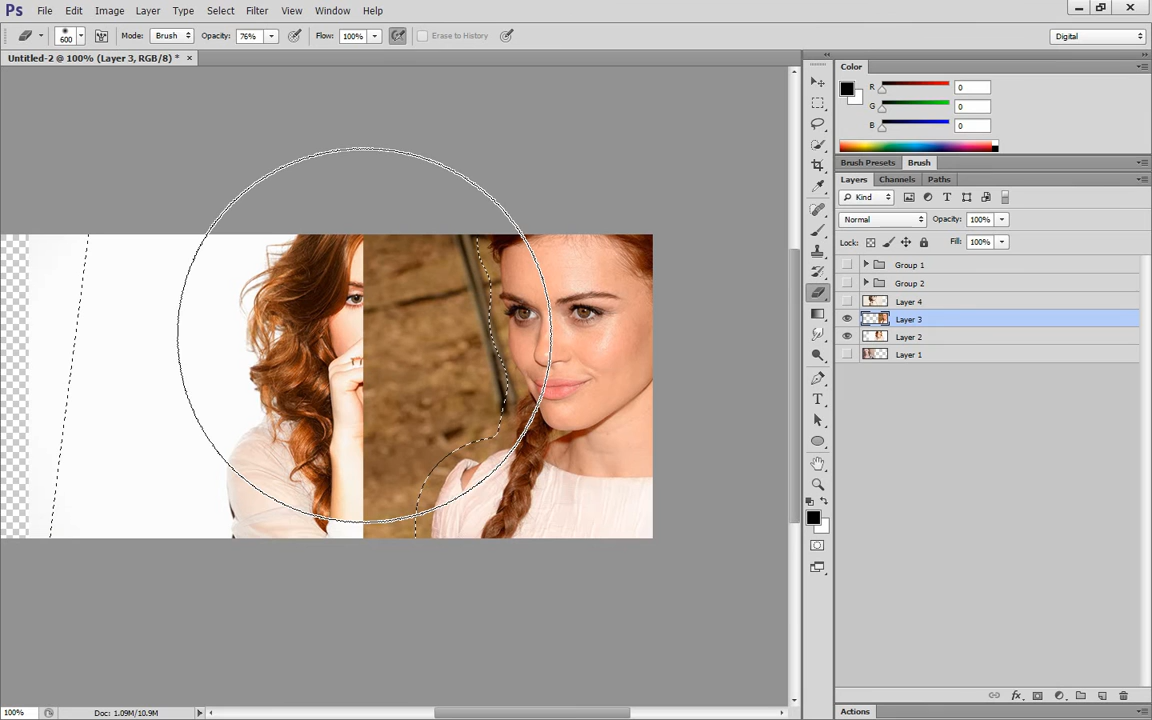 Ps File Edit Image Layer Type Select Filter View Window Help
600 Mode: Brush Opacity: 76% Flow: 100% Erase to History Digital
Untitled-2 @ 100% (Layer 3, RGB/8) * ×
Color
R 0
G 0
B 0
Brush Presets Brush
Layers Channels Paths
Kind
Normal Opacity: 100%
Lock: Fill: 100%
Group 1
Group 2
Layer 4
Layer 3
Layer 2
Layer 1
fx
100% Doc: 1.09M/10.9M
Actions